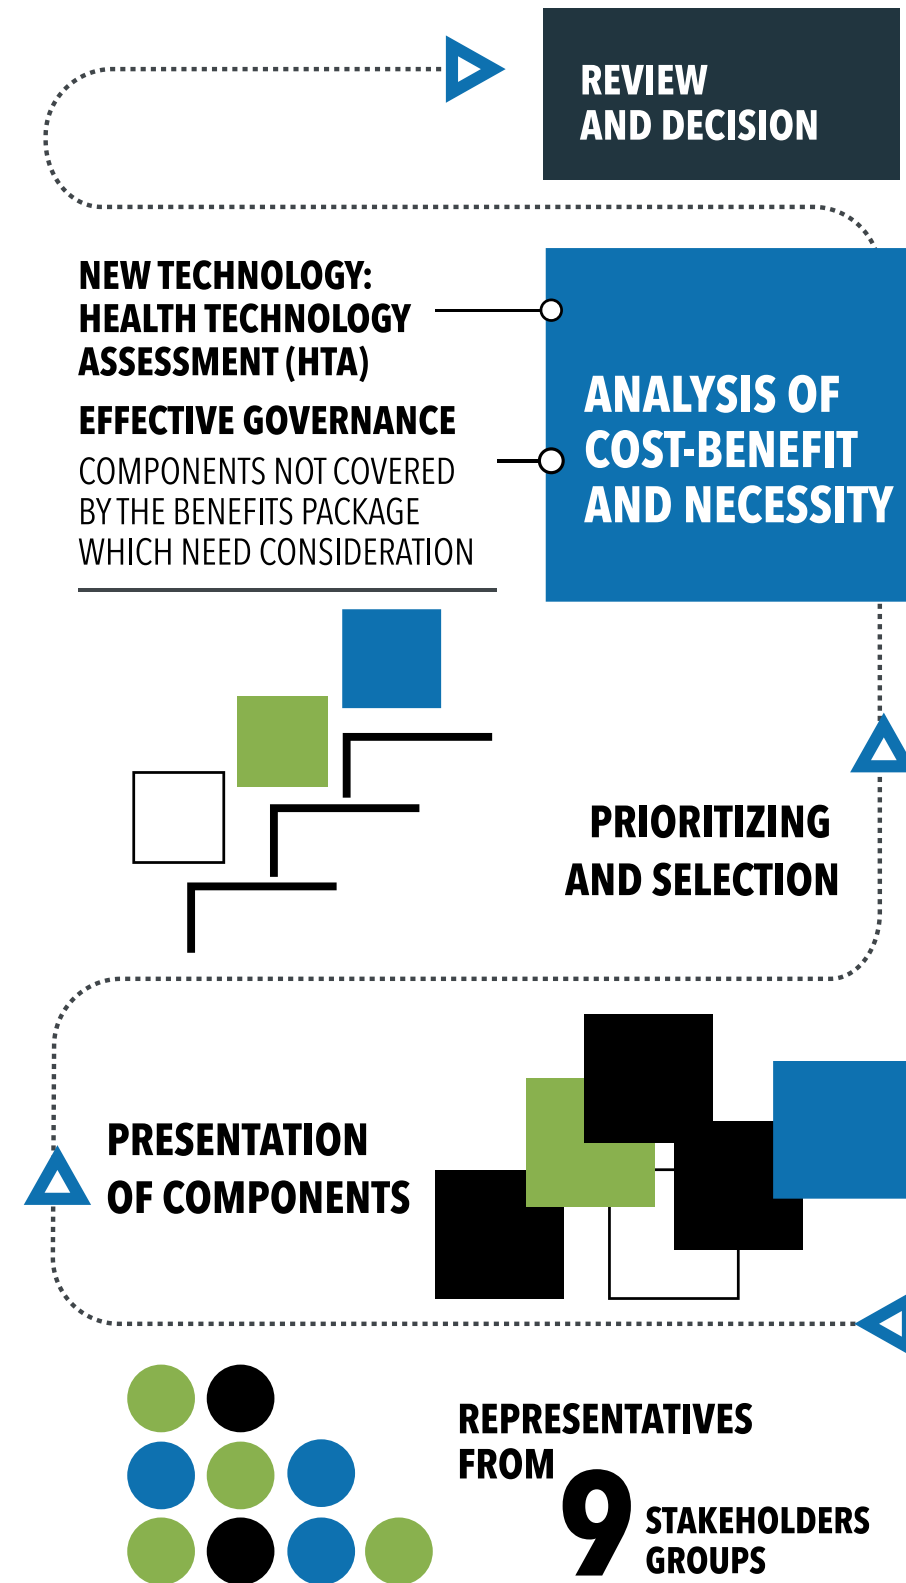 REVIEW
AND DECISION
NEW TECHNOLOGY:
HEALTH TECHNOLOGY
ASSESSMENT (HTA)
EFFECTIVE GOVERNANCE
COMPONENTS NOT COVERED
BY THE BENEFITS PACKAGE
WHICH NEED CONSIDERATION
ANALYSIS OF
COST-BENEFIT
AND NECESSITY
PRIORITIZING
AND SELECTION
PRESENTATION
OF COMPONENTS
REPRESENTATIVES
FROM
9 STAKEHOLDERS
GROUPS